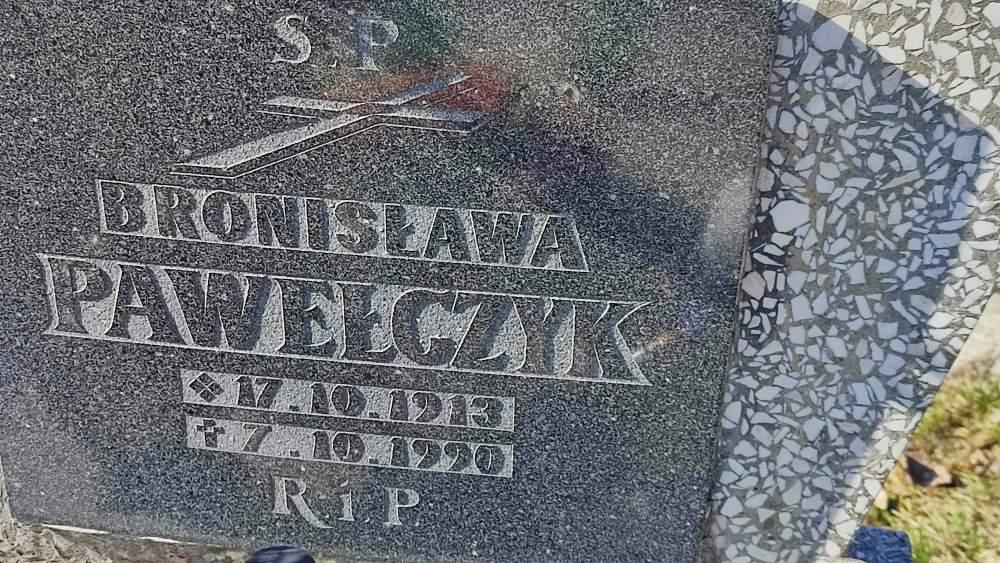 S.P
BRONISŁAWA
PAWEŁCZYK
17.10.1913
7.10.1990
R.i.P.